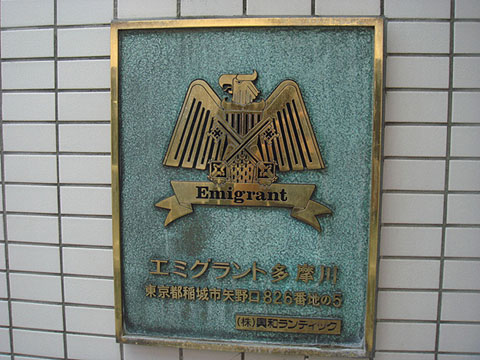 Emigrant
エミグラント多摩川
東京都稲城市矢野口826番地の5
(株)興和ランディック